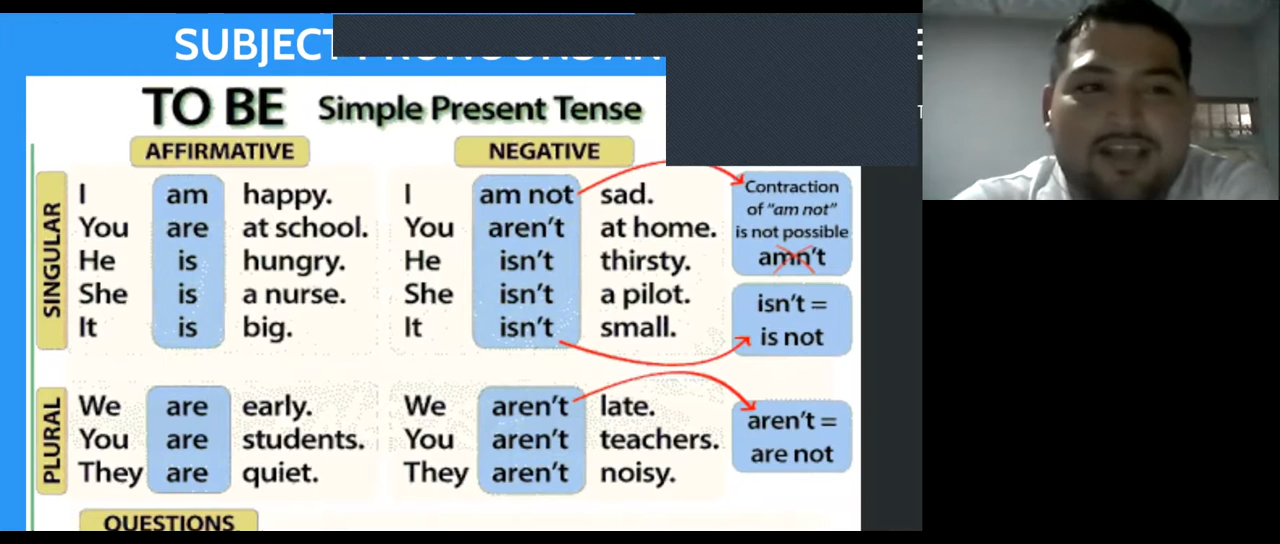 SUBJECT
TO BE Simple Present Tense
AFFIRMATIVE
NEGATIVE
SINGULAR
I am happy.
You are at school.
He is hungry.
She is a nurse.
It is big.
I am not sad.
You aren't at home.
He isn't thirsty.
She isn't a pilot.
It isn't small.
Contraction
of "am not"
is not possible
amn't
isn't =
is not
PLURAL
We are early.
You are students.
They are quiet.
We aren't late.
You aren't teachers.
They aren't noisy.
aren't =
are not
QUESTIONS